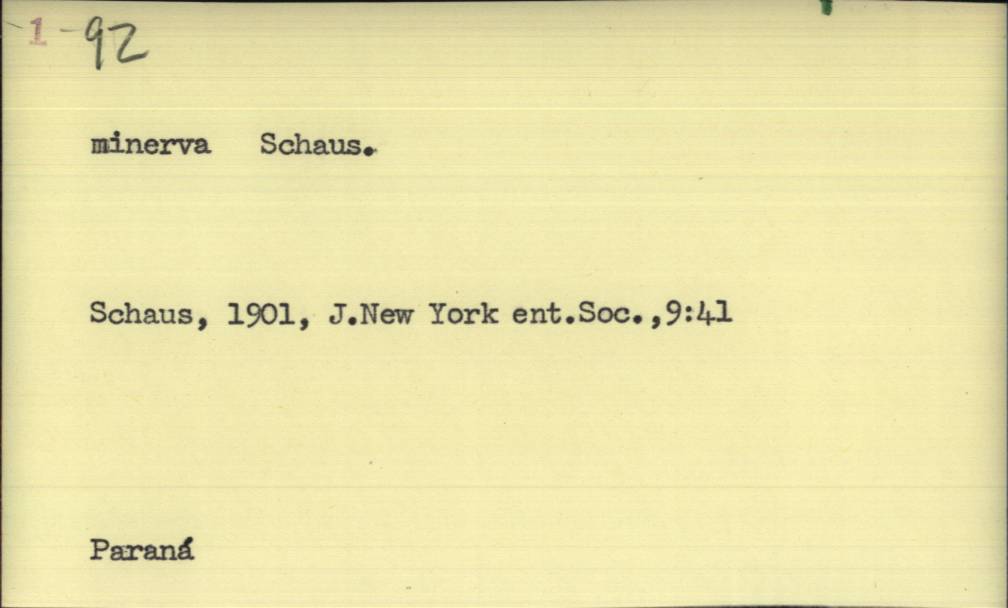 1-92
minerva Schaus.
Schaus, 1901, J.New York ent.Soc.,9:41
Paraná